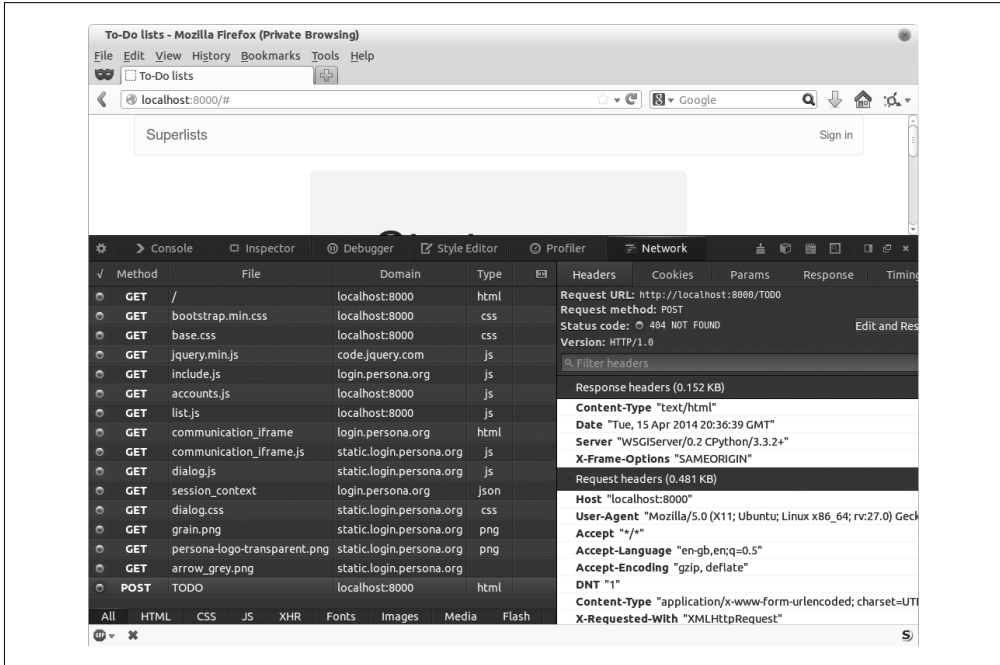 To-Do lists - Mozilla Firefox (Private Browsing)
File Edit View History Bookmarks Tools Help
To-Do lists
localhost:8000/#
Google
Superlists
Sign in
Console Inspector Debugger Style Editor Profiler Network
√ Method File Domain Type
Headers Cookies Params Response Timing
GET / localhost:8000 html
GET bootstrap.min.css localhost:8000 css
GET base.css localhost:8000 css
GET jquery.min.js code.jquery.com js
GET include.js login.persona.org js
GET accounts.js localhost:8000 js
GET list.js localhost:8000 js
GET communication_iframe login.persona.org html
GET communication_iframe.js static.login.persona.org js
GET dialog.js static.login.persona.org js
GET session_context login.persona.org json
GET dialog.css static.login.persona.org css
GET grain.png static.login.persona.org png
GET persona-logo-transparent.png static.login.persona.org png
GET arrow_grey.png static.login.persona.org
POST TODO localhost:8000 html
All HTML CSS JS XHR Fonts Images Media Flash
Request URL: http://localhost:8000/TODO
Request method: POST
Status code: 404 NOT FOUND
Edit and Res
Version: HTTP/1.0
Filter headers
Response headers (0.152 KB)
Content-Type "text/html"
Date "Tue, 15 Apr 2014 20:36:39 GMT"
Server "WSGIServer/0.2 CPython/3.3.2+"
X-Frame-Options "SAMEORIGIN"
Request headers (0.481 KB)
Host "localhost:8000"
User-Agent "Mozilla/5.0 (X11; Ubuntu; Linux x86_64; rv:27.0) Geck
Accept "*/*"
Accept-Language "en-gb,en;q=0.5"
Accept-Encoding "gzip, deflate"
DNT "1"
Content-Type "application/x-www-form-urlencoded; charset=UTI
X-Requested-With "XMLHttpRequest"